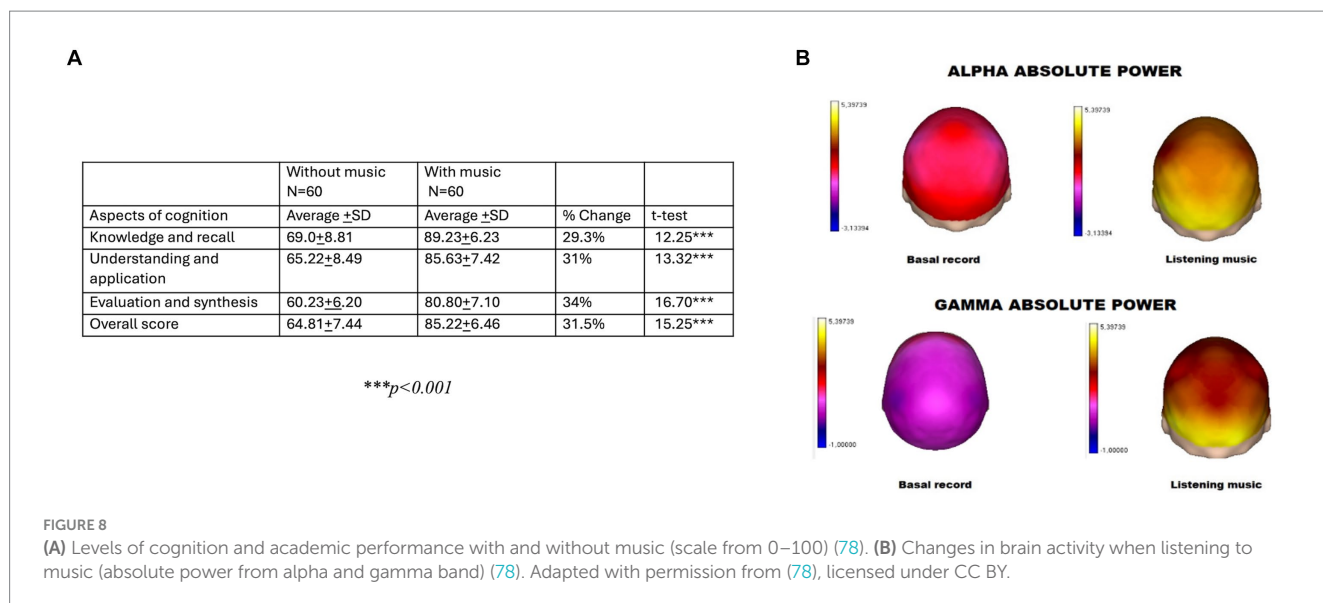 A
Without music N=60 With music N=60
Aspects of cognition Average +SD Average +SD % Change t-test
Knowledge and recall 69.0+8.81 89.23+6.23 29.3% 12.25***
Understanding and application 65.22+8.49 85.63+7.42 31% 13.32***
Evaluation and synthesis 60.23+6.20 80.80+7.10 34% 16.70***
Overall score 64.81+7.44 85.22+6.46 31.5% 15.25***
***p<0.001
B
ALPHA ABSOLUTE POWER
5,39739
5,39739
-3,13394
-3,13394
Basal record
Listening music
GAMMA ABSOLUTE POWER
5,39739
5,39739
-1,00000
-1,00000
Basal record
Listening music
FIGURE 8
(A) Levels of cognition and academic performance with and without music (scale from 0–100) (78). (B) Changes in brain activity when listening to
music (absolute power from alpha and gamma band) (78). Adapted with permission from (78), licensed under CC BY.